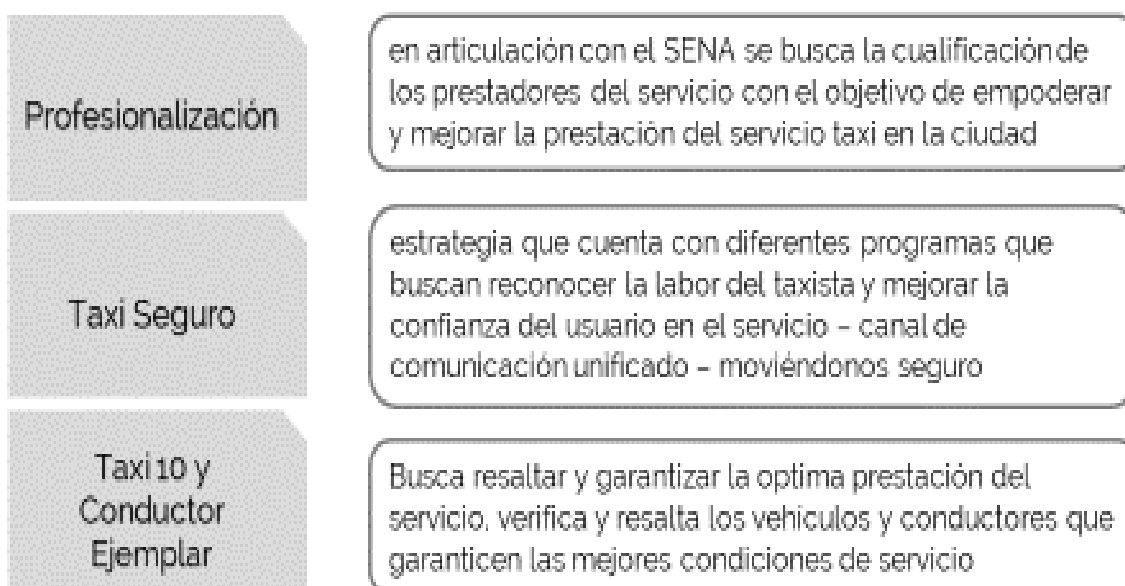 Profesionalización
en articulación con el SENA se busca la cualificación de
los prestadores del servicio con el objetivo de empoderar
y mejorar la prestación del servicio taxi en la ciudad
Taxi Seguro
estrategia que cuenta con diferentes programas que
buscan reconocer la labor del taxista y mejorar la
confianza del usuario en el servicio – canal de
comunicación unificado – moviéndonos seguro
Taxi 10 y
Conductor
Ejemplar
Busca resaltar y garantizar la optima prestación del
servicio, verifica y resalta los vehículos y conductores que
garanticen las mejores condiciones de servicio